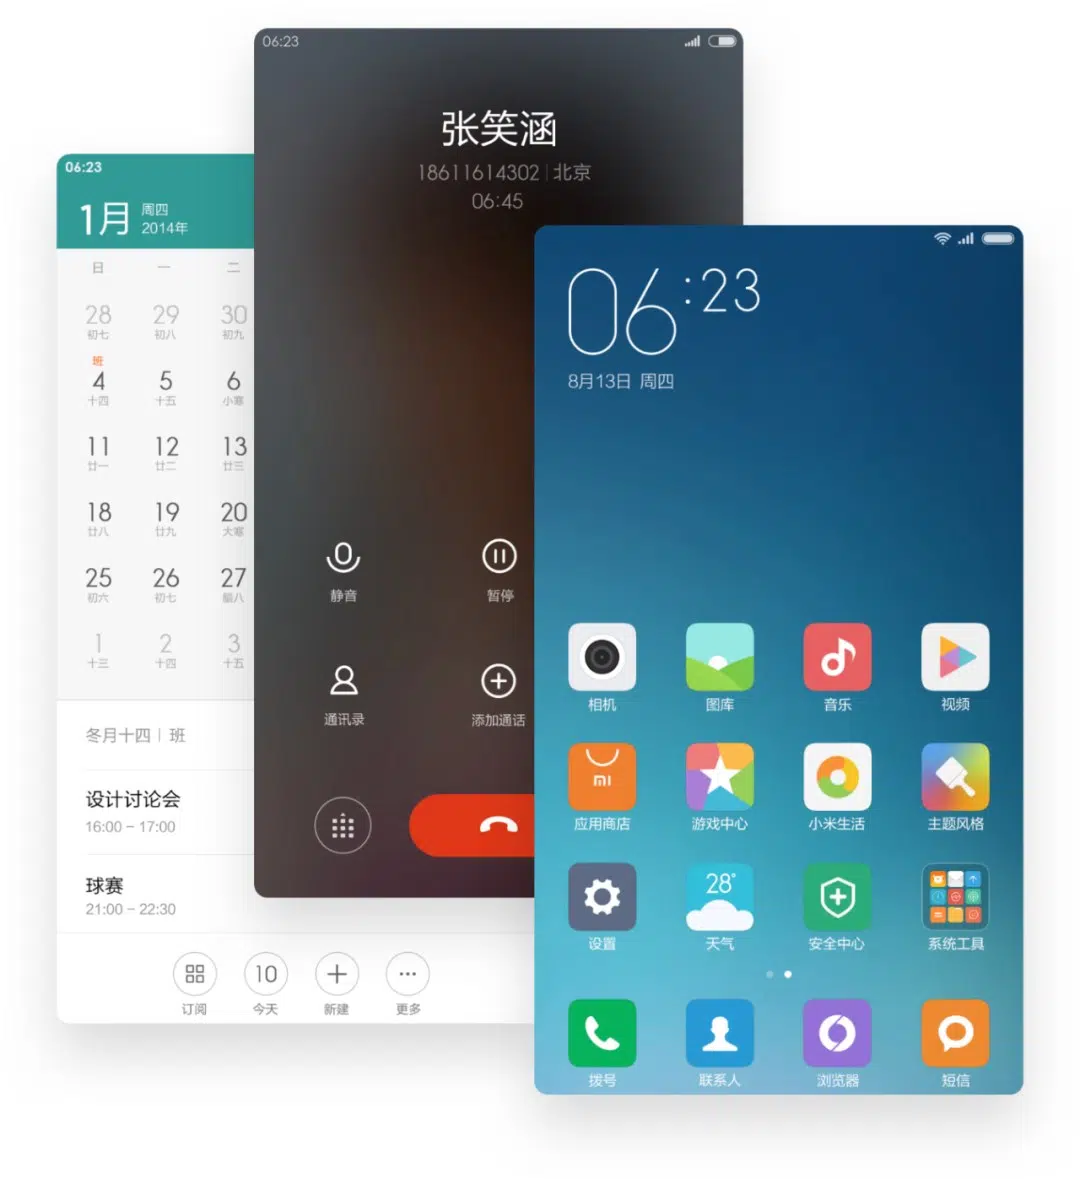 06:23
1月
周四
2014年
日 一 二
28 29 30
初七 初八 初九
班
4 5 6
十四 十五 小寒
11 12 13
廿一 廿二 廿三
18 19 20
廿八 廿九 大寒
25 26 27
初六 初七 腊八
1 2 3
十三 十四 十五
冬月十四 | 班
设计讨论会
16:00 – 17:00
球赛
21:00 – 22:30
10
订阅 今天 新建 更多
06:23
张笑涵
18611614302 | 北京
06:45
静音 暂停
通讯录 添加通话
06:23
8月13日 周四
相机 图库 音乐 视频
mi
应用商店 游戏中心 小米生活 主题风格
28°
设置 天气 安全中心 系统工具
拨号 联系人 浏览器 短信